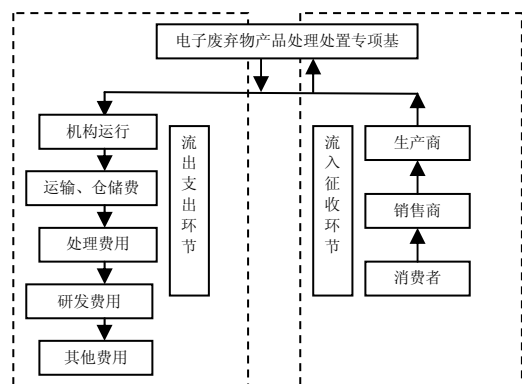 电子废弃物产品处理处置专项基
机构运行
运输、仓储费
处理费用
研发费用
其他费用
流出支出环节
流入征收环节
生产商
销售商
消费者